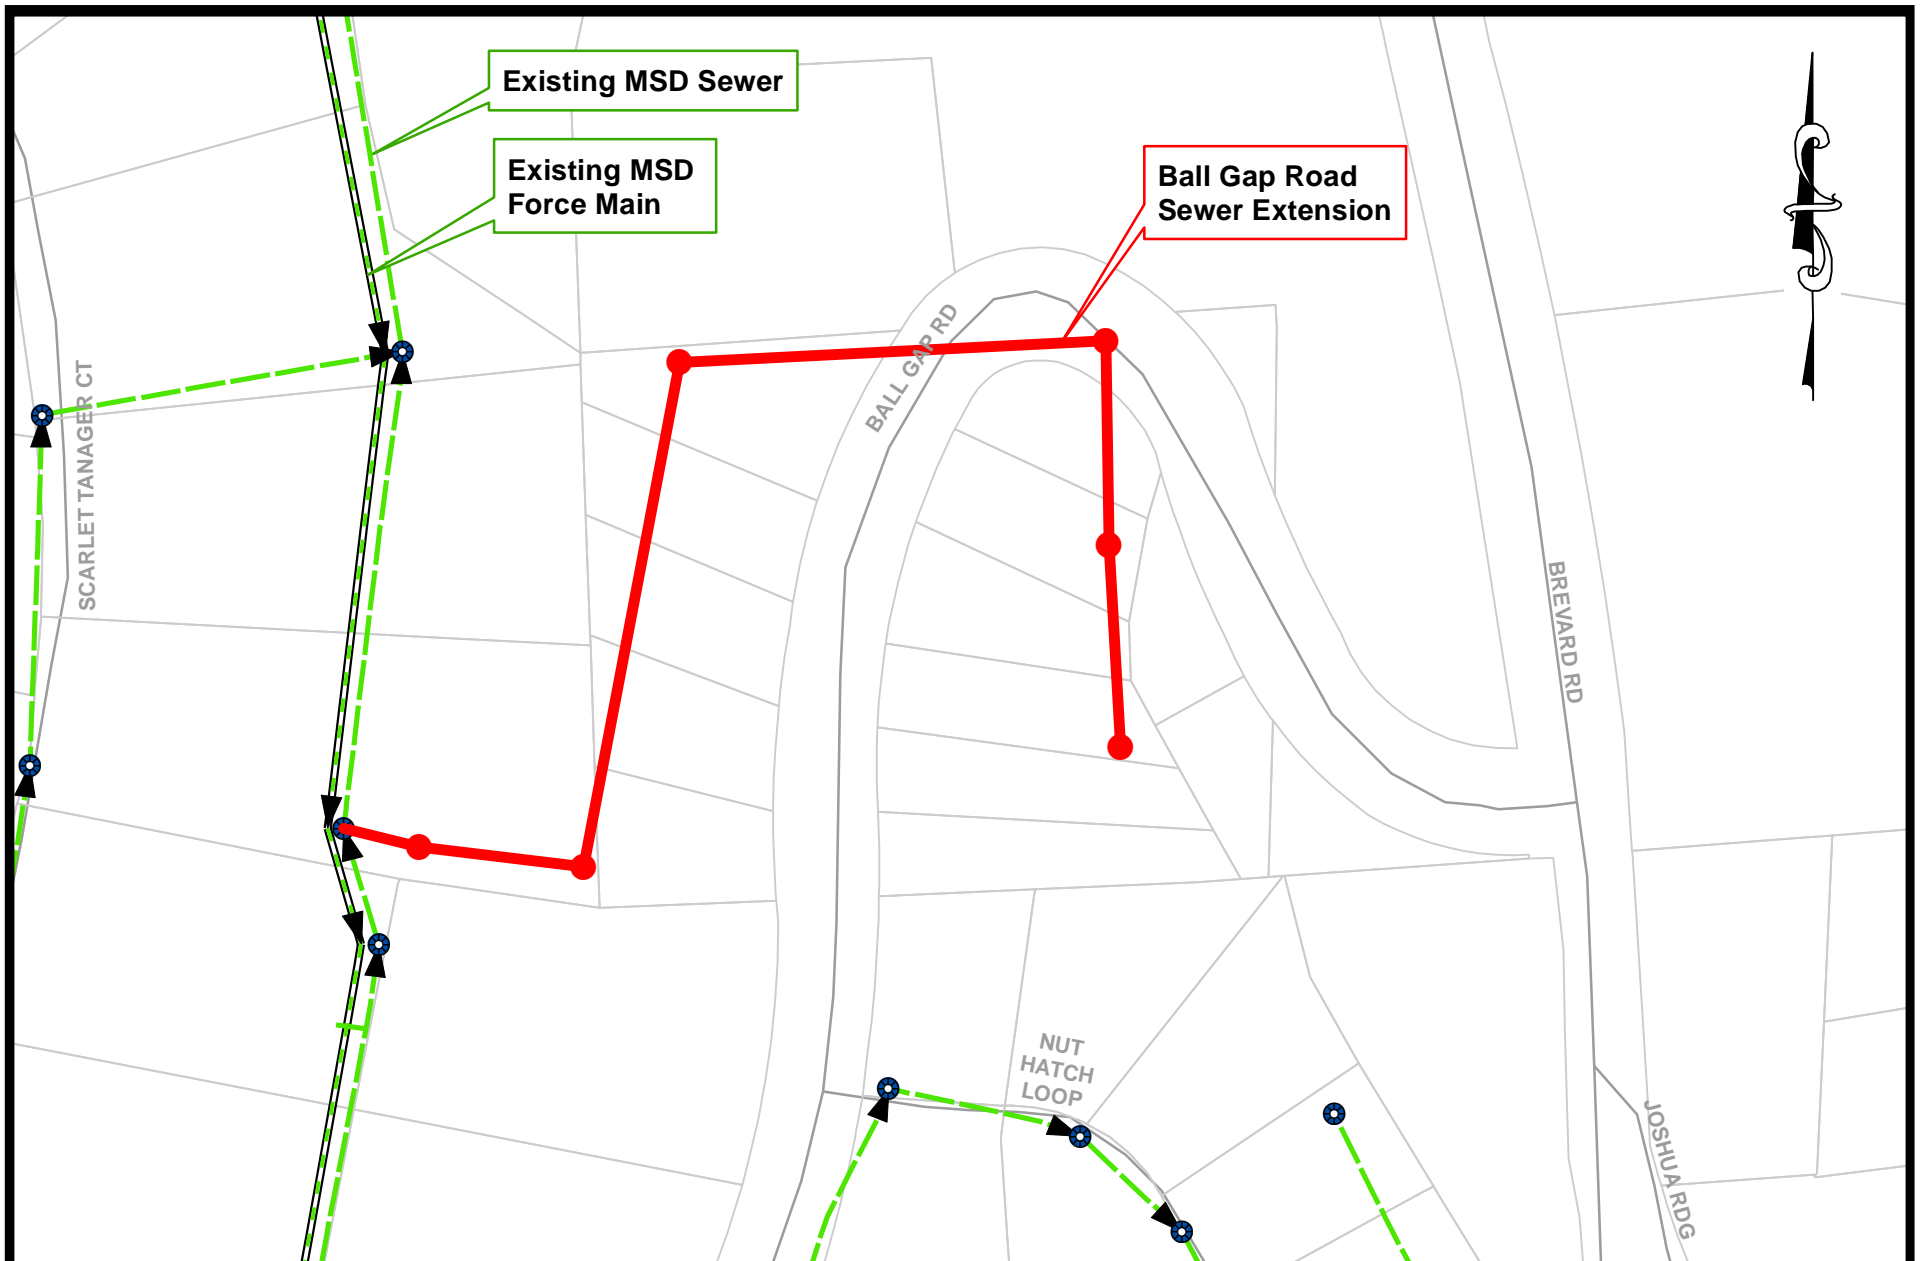 Existing MSD Sewer
Existing MSD
Force Main
Ball Gap Road
Sewer Extension
BALL GAP RD
SCARLET TANAGER CT
BREVARD RD
NUT
HATCH
LOOP
JOSHUA RDG